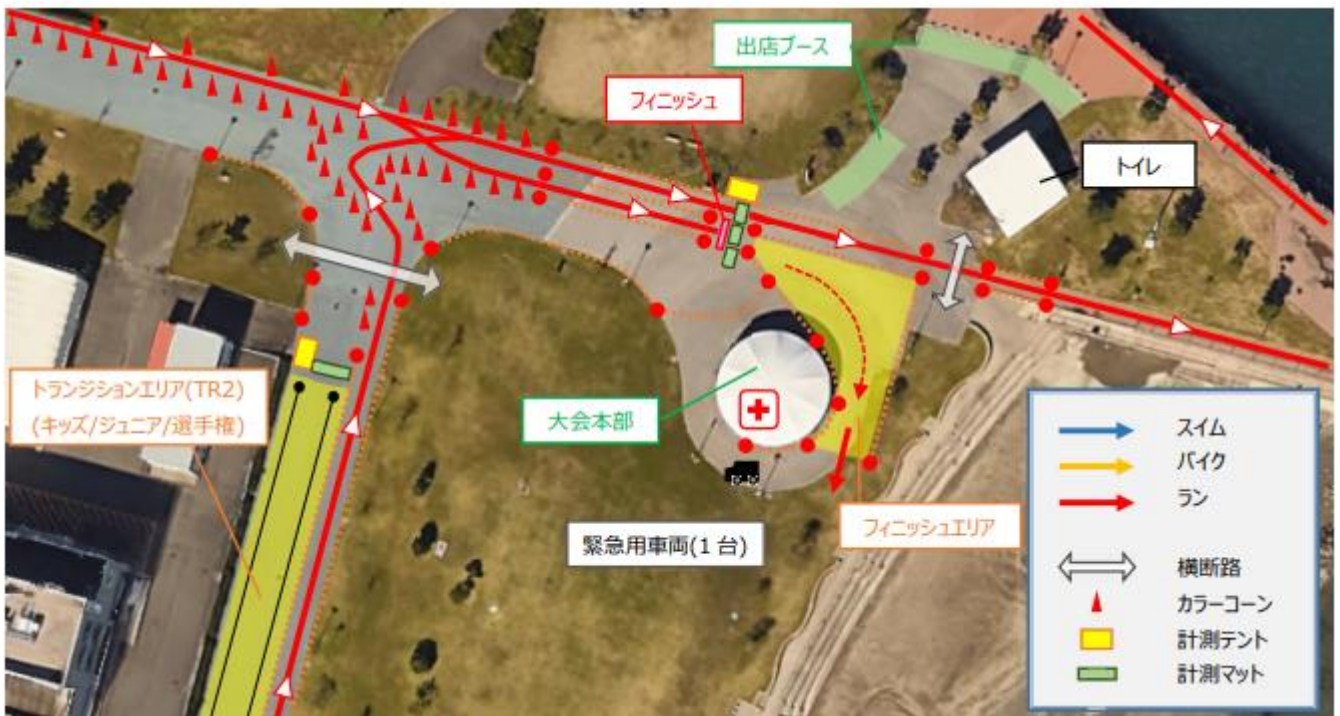 出店ブース
フィニッシュ
トイレ
トランジションエリア(TR2)
(キッズ/ジュニア/選手権)
大会本部
フィニッシュエリア
緊急用車両(1台)
スイム
バイク
ラン
横断路
カラーコーン
計測テント
計測マット